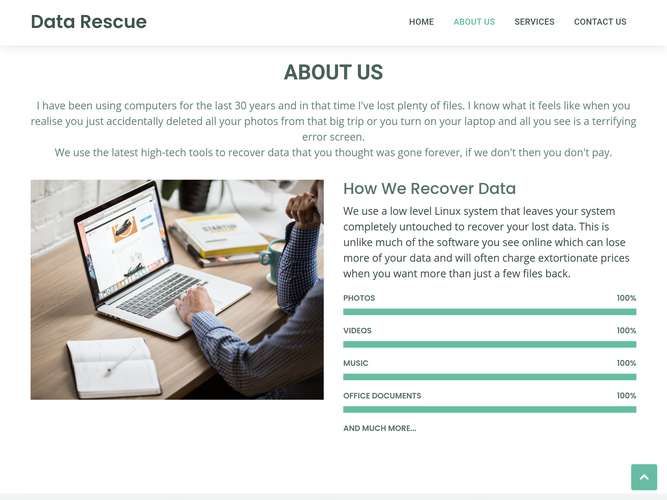 Data Rescue
HOME ABOUT US SERVICES CONTACT US
ABOUT US
I have been using computers for the last 30 years and in that time I've lost plenty of files. I know what it feels like when you
realise you just accidentally deleted all your photos from that big trip or you turn on your laptop and all you see is a terrifying
error screen.
We use the latest high-tech tools to recover data that you thought was gone forever, if we don't then you don't pay.
STARTUP
How We Recover Data
We use a low level Linux system that leaves your system
completely untouched to recover your lost data. This is
unlike much of the software you see online which can lose
more of your data and will often charge extortionate prices
when you want more than just a few files back.
PHOTOS 100%
VIDEOS 100%
MUSIC 100%
OFFICE DOCUMENTS 100%
AND MUCH MORE...